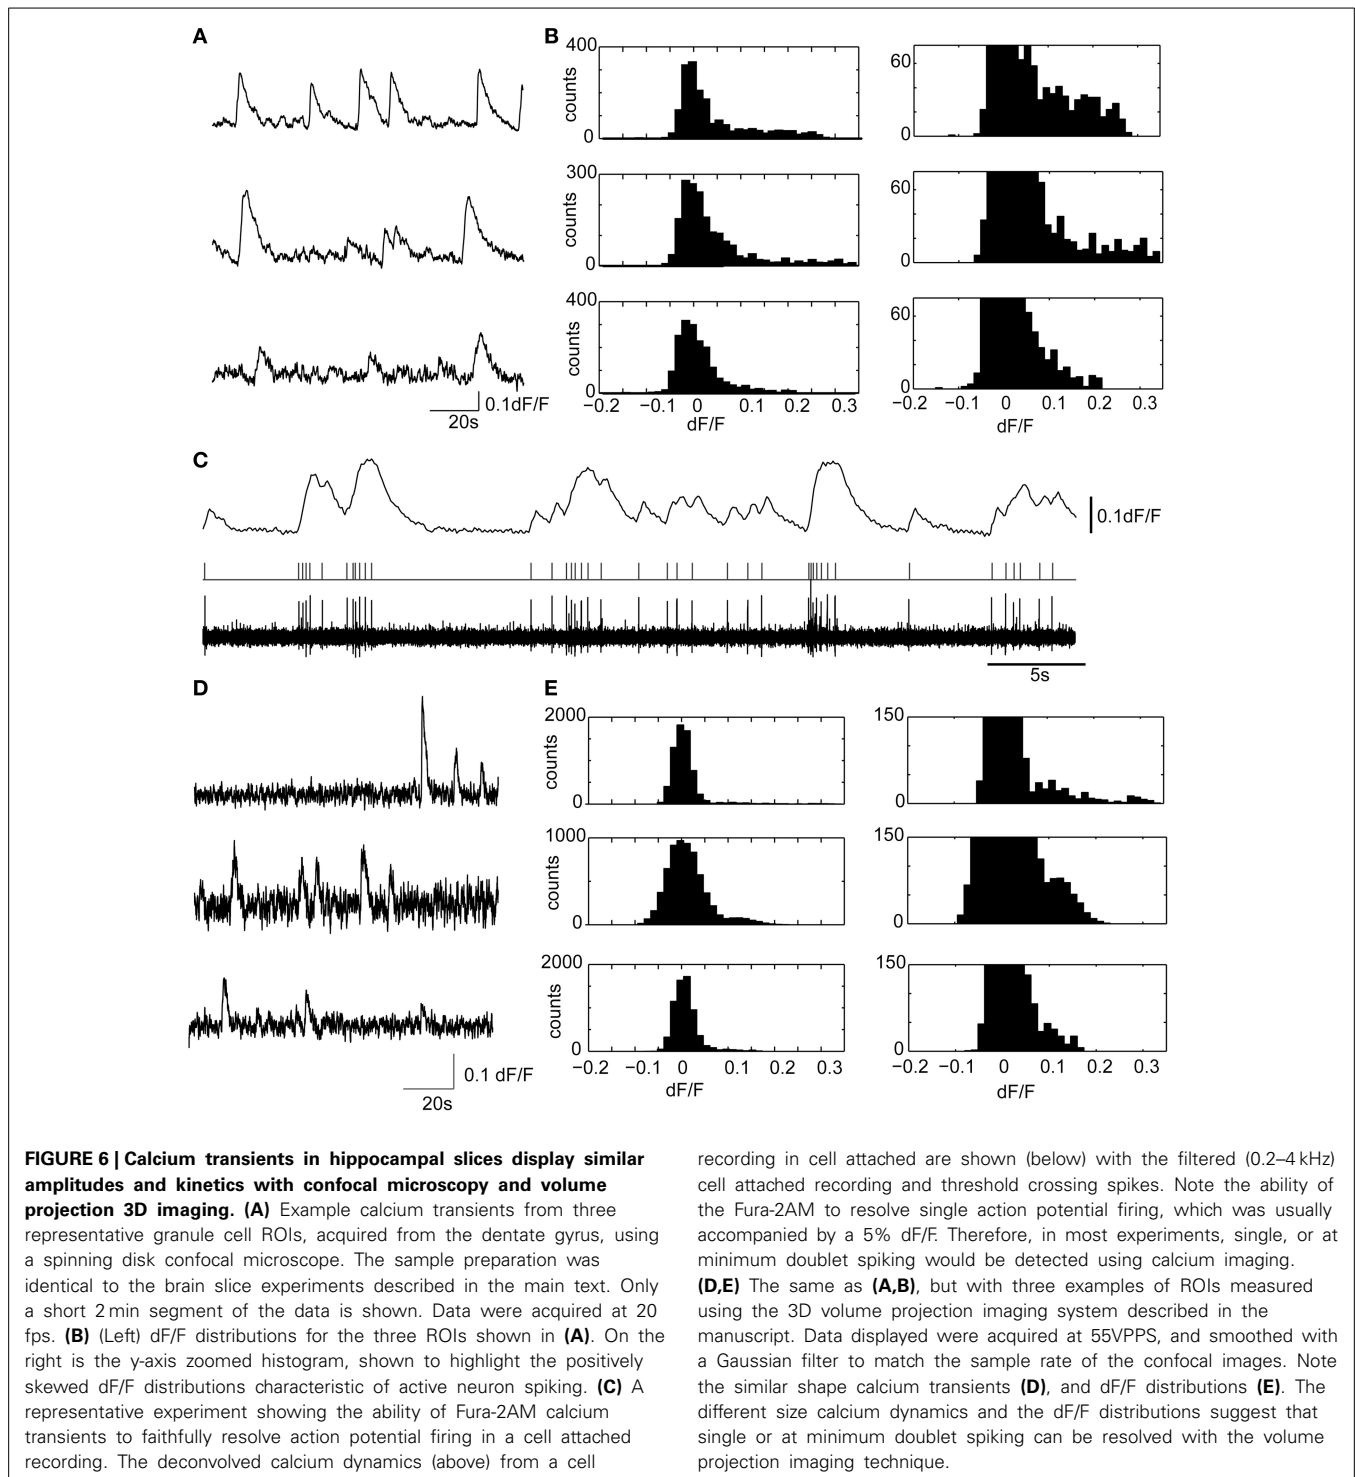 A
B
400
counts
0
60
0
300
counts
0
60
0
400
counts
0
−0.2 −0.1 0 0.1 0.2 0.3
dF/F
60
0
−0.2 −0.1 0 0.1 0.2 0.3
dF/F
0.1dF/F
20s
C
0.1dF/F
5s
D
E
2000
counts
0
150
0
1000
counts
0
150
0
2000
counts
0
−0.2 −0.1 0 0.1 0.2 0.3
dF/F
150
0
−0.2 −0.1 0 0.1 0.2 0.3
dF/F
0.1 dF/F
20s
FIGURE 6 | Calcium transients in hippocampal slices display similar
amplitudes and kinetics with confocal microscopy and volume
projection 3D imaging. (A) Example calcium transients from three
representative granule cell ROIs, acquired from the dentate gyrus, using
a spinning disk confocal microscope. The sample preparation was
identical to the brain slice experiments described in the main text. Only
a short 2 min segment of the data is shown. Data were acquired at 20
fps. (B) (Left) dF/F distributions for the three ROIs shown in (A). On the
right is the y-axis zoomed histogram, shown to highlight the positively
skewed dF/F distributions characteristic of active neuron spiking. (C) A
representative experiment showing the ability of Fura-2AM calcium
transients to faithfully resolve action potential firing in a cell attached
recording. The deconvolved calcium dynamics (above) from a cell
recording in cell attached are shown (below) with the filtered (0.2–4 kHz)
cell attached recording and threshold crossing spikes. Note the ability of
the Fura-2AM to resolve single action potential firing, which was usually
accompanied by a 5% dF/F. Therefore, in most experiments, single, or at
minimum doublet spiking would be detected using calcium imaging.
(D,E) The same as (A,B), but with three examples of ROIs measured
using the 3D volume projection imaging system described in the
manuscript. Data displayed were acquired at 55VPPS, and smoothed with
a Gaussian filter to match the sample rate of the confocal images. Note
the similar shape calcium transients (D), and dF/F distributions (E). The
different size calcium dynamics and the dF/F distributions suggest that
single or at minimum doublet spiking can be resolved with the volume
projection imaging technique.